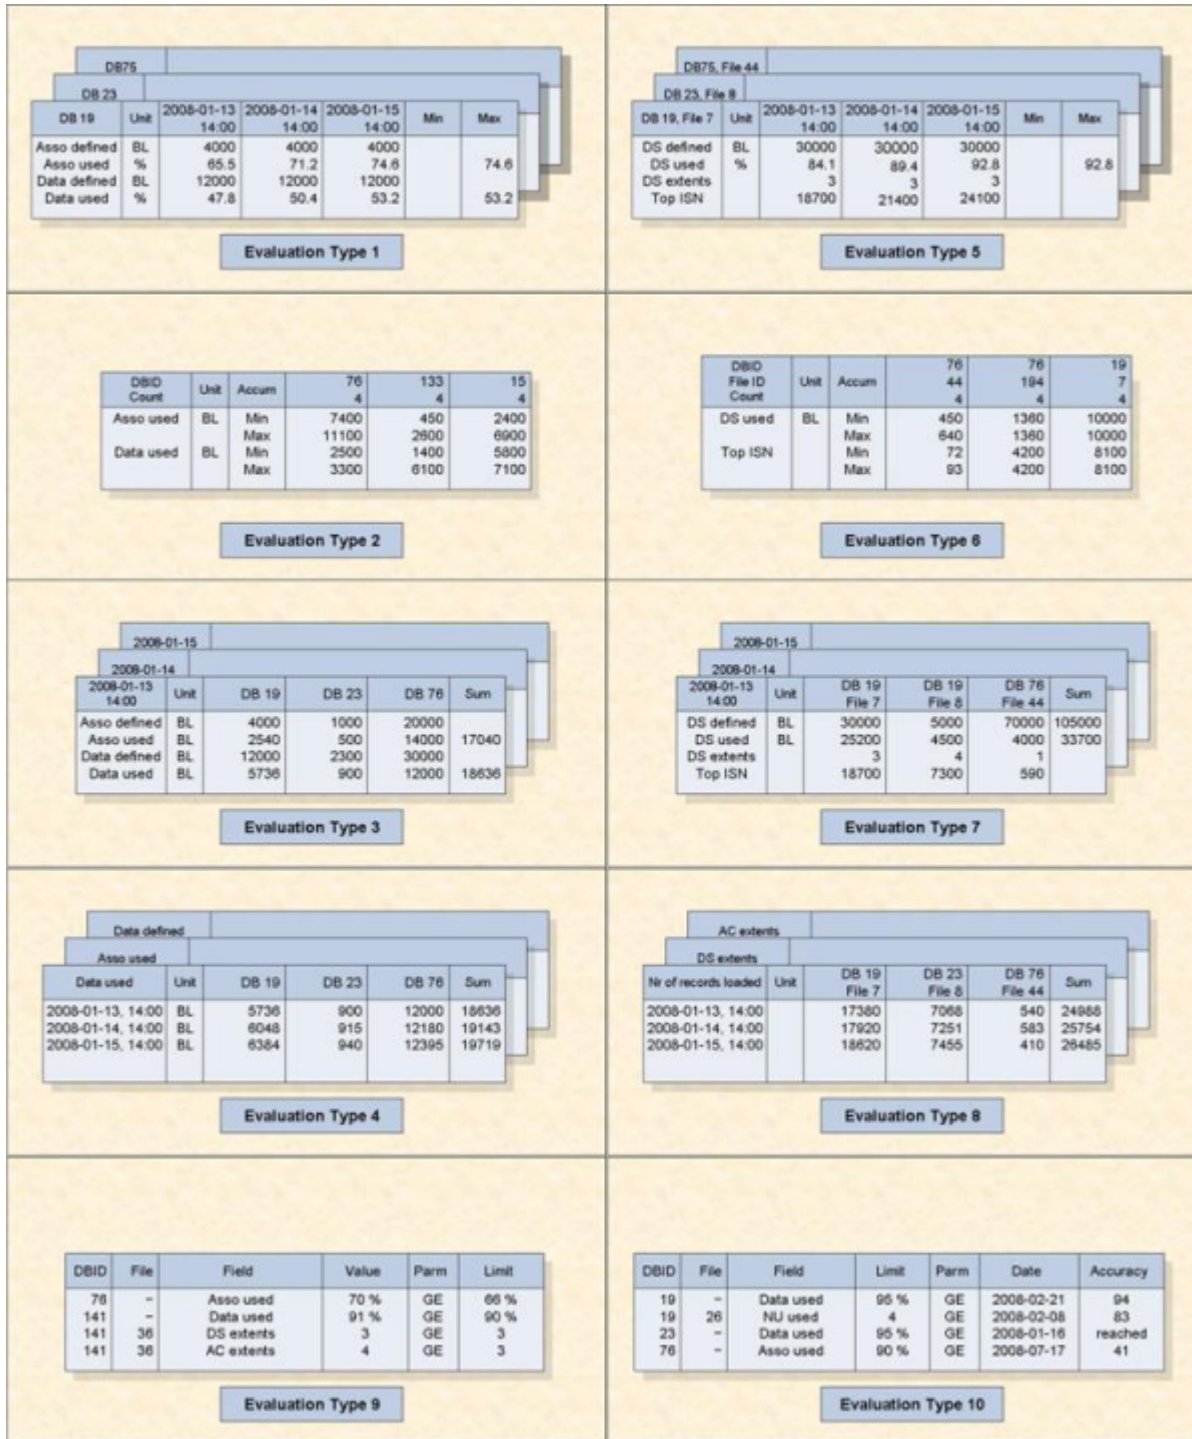 DB75
DB 23
DB 19 Unit 2008-01-13 14:00 2008-01-14 14:00 2008-01-15 14:00 Min Max
Asso defined BL 4000 4000 4000
Asso used % 65.5 71.2 74.6 74.6
Data defined BL 12000 12000 12000
Data used % 47.8 50.4 53.2 53.2
Evaluation Type 1
DB75, File 44
DB 23, File 8
DB 19, File 7 Unit 2008-01-13 14:00 2008-01-14 14:00 2008-01-15 14:00 Min Max
DS defined BL 30000 30000 30000
DS used % 84.1 89.4 92.8 92.8
DS extents 3 3 3
Top ISN 18700 21400 24100
Evaluation Type 5
DBID 76 133 15
Count Unit Accum 4 4 4
Asso used BL Min 7400 450 2400
Max 11100 2600 6900
Data used BL Min 2500 1400 5800
Max 3300 6100 7100
Evaluation Type 2
DBID 76 76 19
File ID Unit Accum 44 194 7
Count 4 4 4
DS used BL Min 450 1360 10000
Max 640 1360 10000
Top ISN Min 72 4200 8100
Max 93 4200 8100
Evaluation Type 6
2008-01-15
2008-01-14
2008-01-13 14:00 Unit DB 19 DB 23 DB 76 Sum
Asso defined BL 4000 1000 20000
Asso used BL 2540 500 14000 17040
Data defined BL 12000 2300 30000
Data used BL 5736 900 12000 18636
Evaluation Type 3
2008-01-15
2008-01-14
2008-01-13 14:00 Unit DB 19 File 7 DB 19 File 8 DB 76 File 44 Sum
DS defined BL 30000 5000 70000 105000
DS used BL 25200 4500 4000 33700
DS extents 3 4 1
Top ISN 18700 7300 590
Evaluation Type 7
Data defined
Asso used
Data used Unit DB 19 DB 23 DB 76 Sum
2008-01-13, 14:00 BL 5736 900 12000 18636
2008-01-14, 14:00 BL 6048 915 12180 19143
2008-01-15, 14:00 BL 6384 940 12395 19719
Evaluation Type 4
AC extents
DS extents
Nr of records loaded Unit DB 19 File 7 DB 23 File 8 DB 76 File 44 Sum
2008-01-13, 14:00 17380 7068 540 24988
2008-01-14, 14:00 17920 7251 583 25754
2008-01-15, 14:00 18620 7455 410 26485
Evaluation Type 8
DBID File Field Value Parm Limit
76 – Asso used 70 % GE 66 %
141 – Data used 91 % GE 90 %
141 36 DS extents 3 GE 3
141 36 AC extents 4 GE 3
Evaluation Type 9
DBID File Field Limit Parm Date Accuracy
19 – Data used 95 % GE 2008-02-21 94
19 26 NU used 4 GE 2008-02-08 83
23 – Data used 95 % GE 2008-01-16 reached
76 – Asso used 90 % GE 2008-07-17 41
Evaluation Type 10